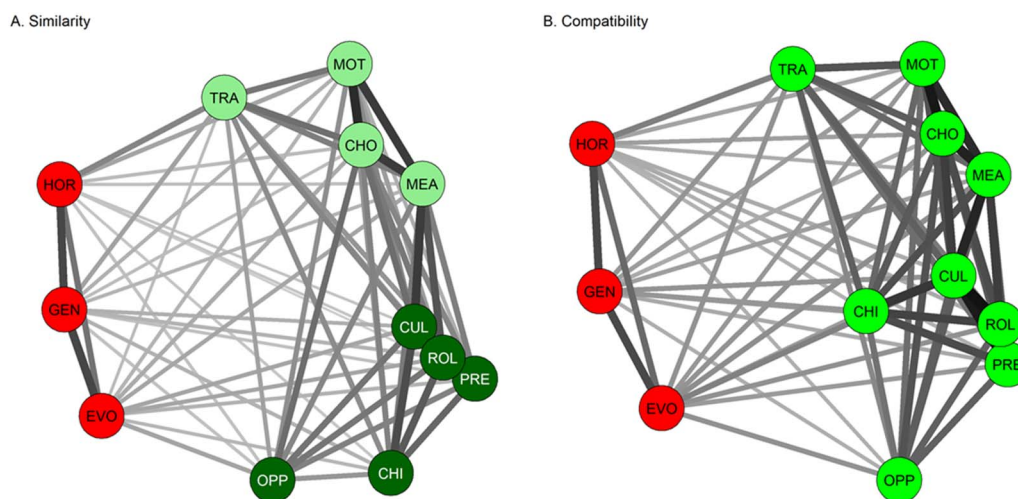 A. Similarity
MOT
TRA
CHO
HOR
MEA
GEN
CUL
ROL
PRE
EVO
OPP
CHI
B. Compatibility
MOT
TRA
CHO
HOR
MEA
CUL
GEN
CHI
ROL
PRE
EVO
OPP